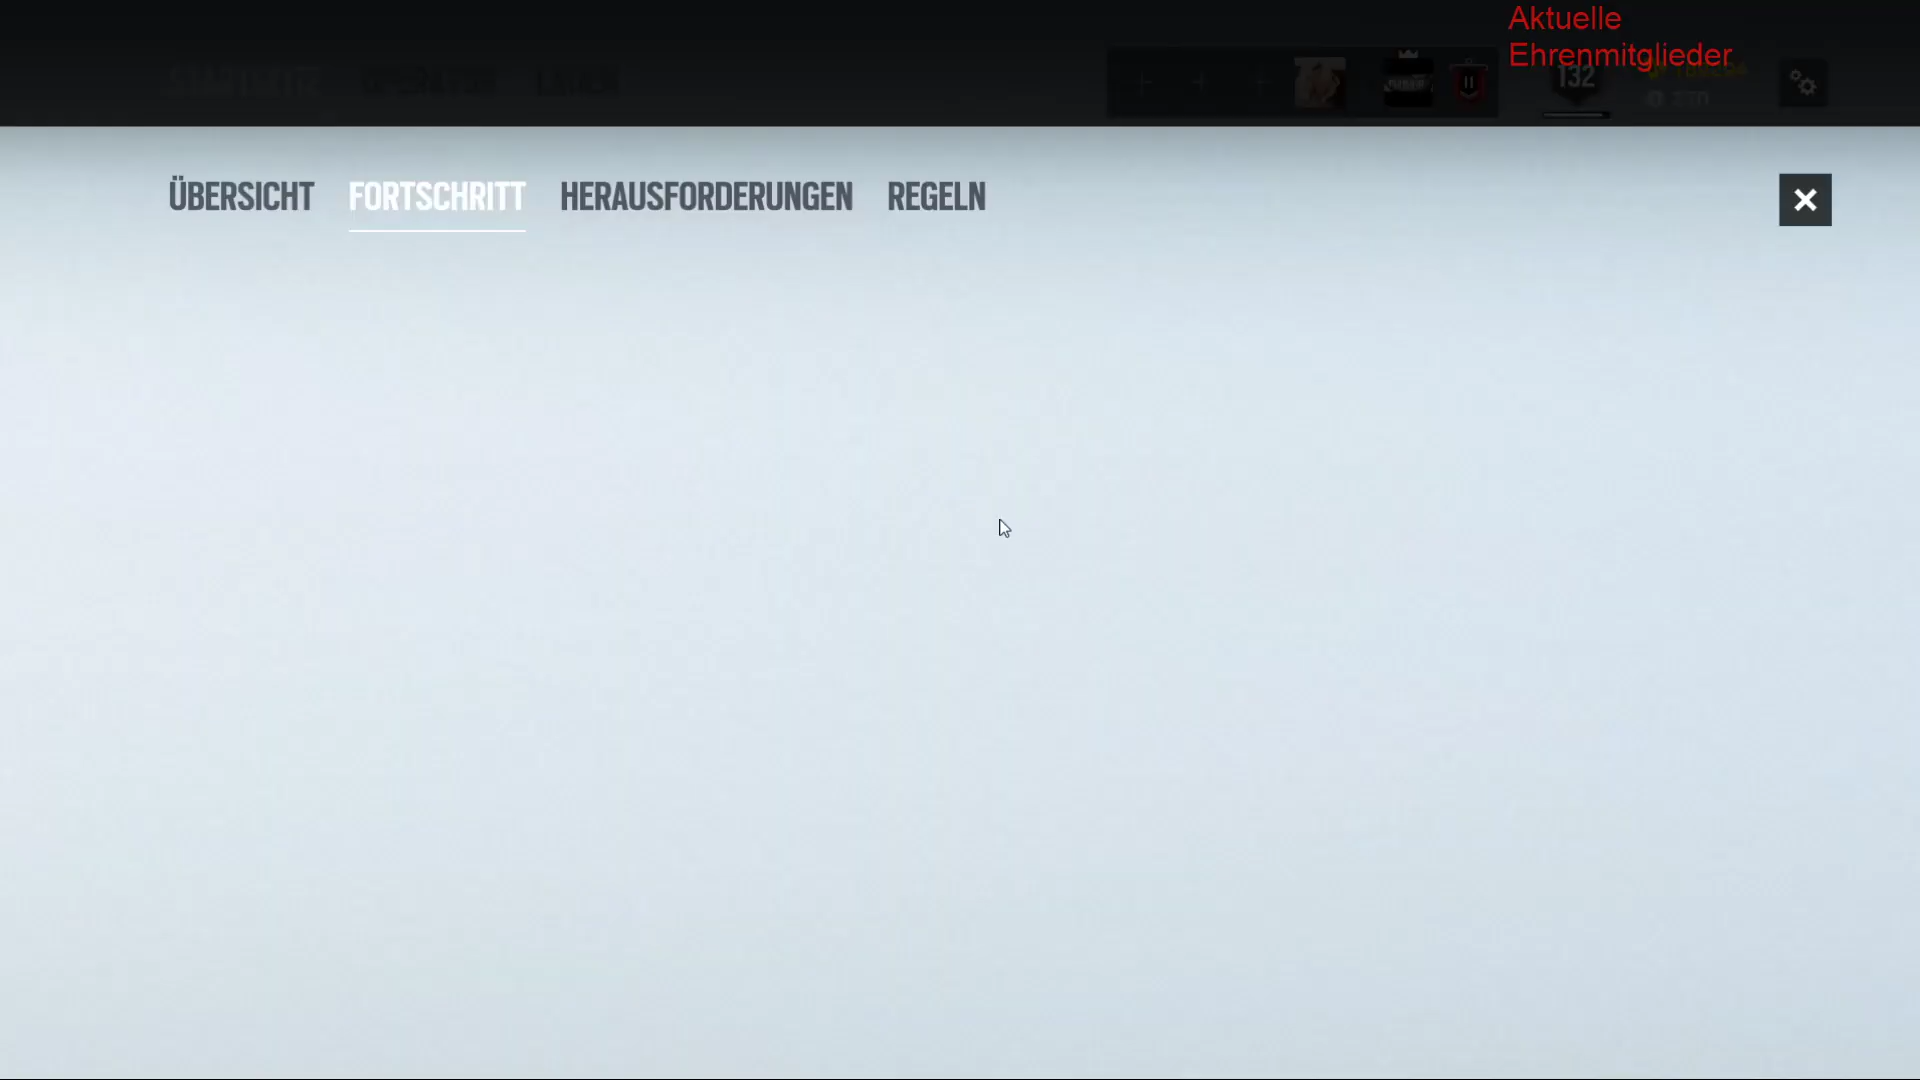 Aktuelle
Ehrenmitglieder
132
ÜBERSICHT FORTSCHRITT HERAUSFORDERUNGEN REGELN